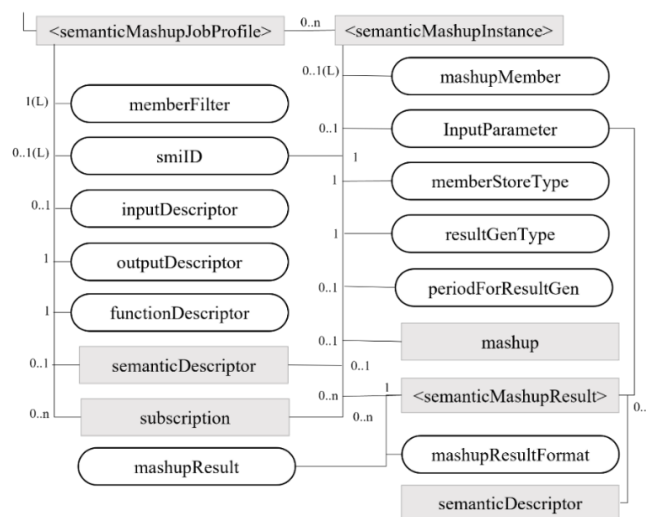 <semanticMashupJobProfile> 0..n <semanticMashupInstance>
0..1(L) mashupMember
1(L) memberFilter
0..1 InputParameter
0..1(L) smiID 1
1 memberStoreType
0..1 inputDescriptor
1 resultGenType
1 outputDescriptor
0..1 periodForResultGen
1 functionDescriptor
0..1 mashup
0..1 semanticDescriptor 0..1
0..n 1 <semanticMashupResult>
0..n subscription 0..n 0..
mashupResult mashupResultFormat
semanticDescriptor